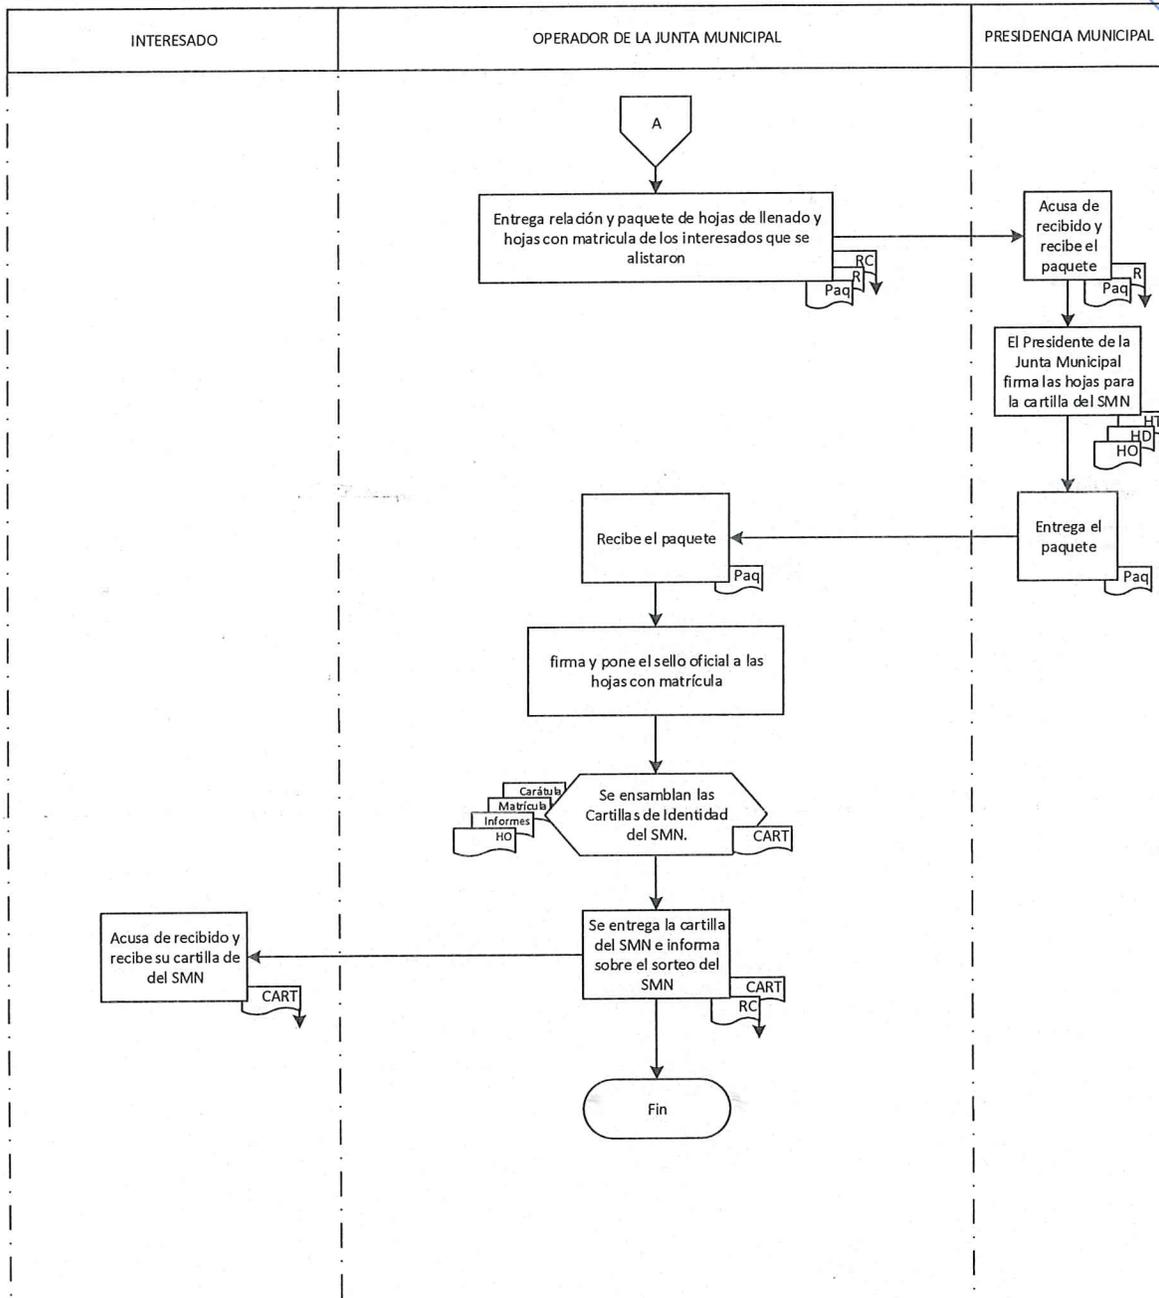 INTERESADO
OPERADOR DE LA JUNTA MUNICIPAL
PRESIDENCIA MUNICIPAL
A
Entrega relación y paquete de hojas de llenado y
hojas con matricula de los interesados que se
alistaron
RC
R
Paq
Acusa de
recibido y
recibe el
paquete
R
Paq
El Presidente de la
Junta Municipal
firma las hojas para
la cartilla del SMN
HT
HD
HO
Entrega el
paquete
Paq
Recibe el paquete
Paq
firma y pone el sello oficial a las
hojas con matrícula
Carátula
Matrícula
Informes
HO
Se ensamblan las
Cartillas de Identidad
del SMN.
CART
Se entrega la cartilla
del SMN e informa
sobre el sorteo del
SMN
CART
RC
Acusa de recibido y
recibe su cartilla de
del SMN
CART
Fin